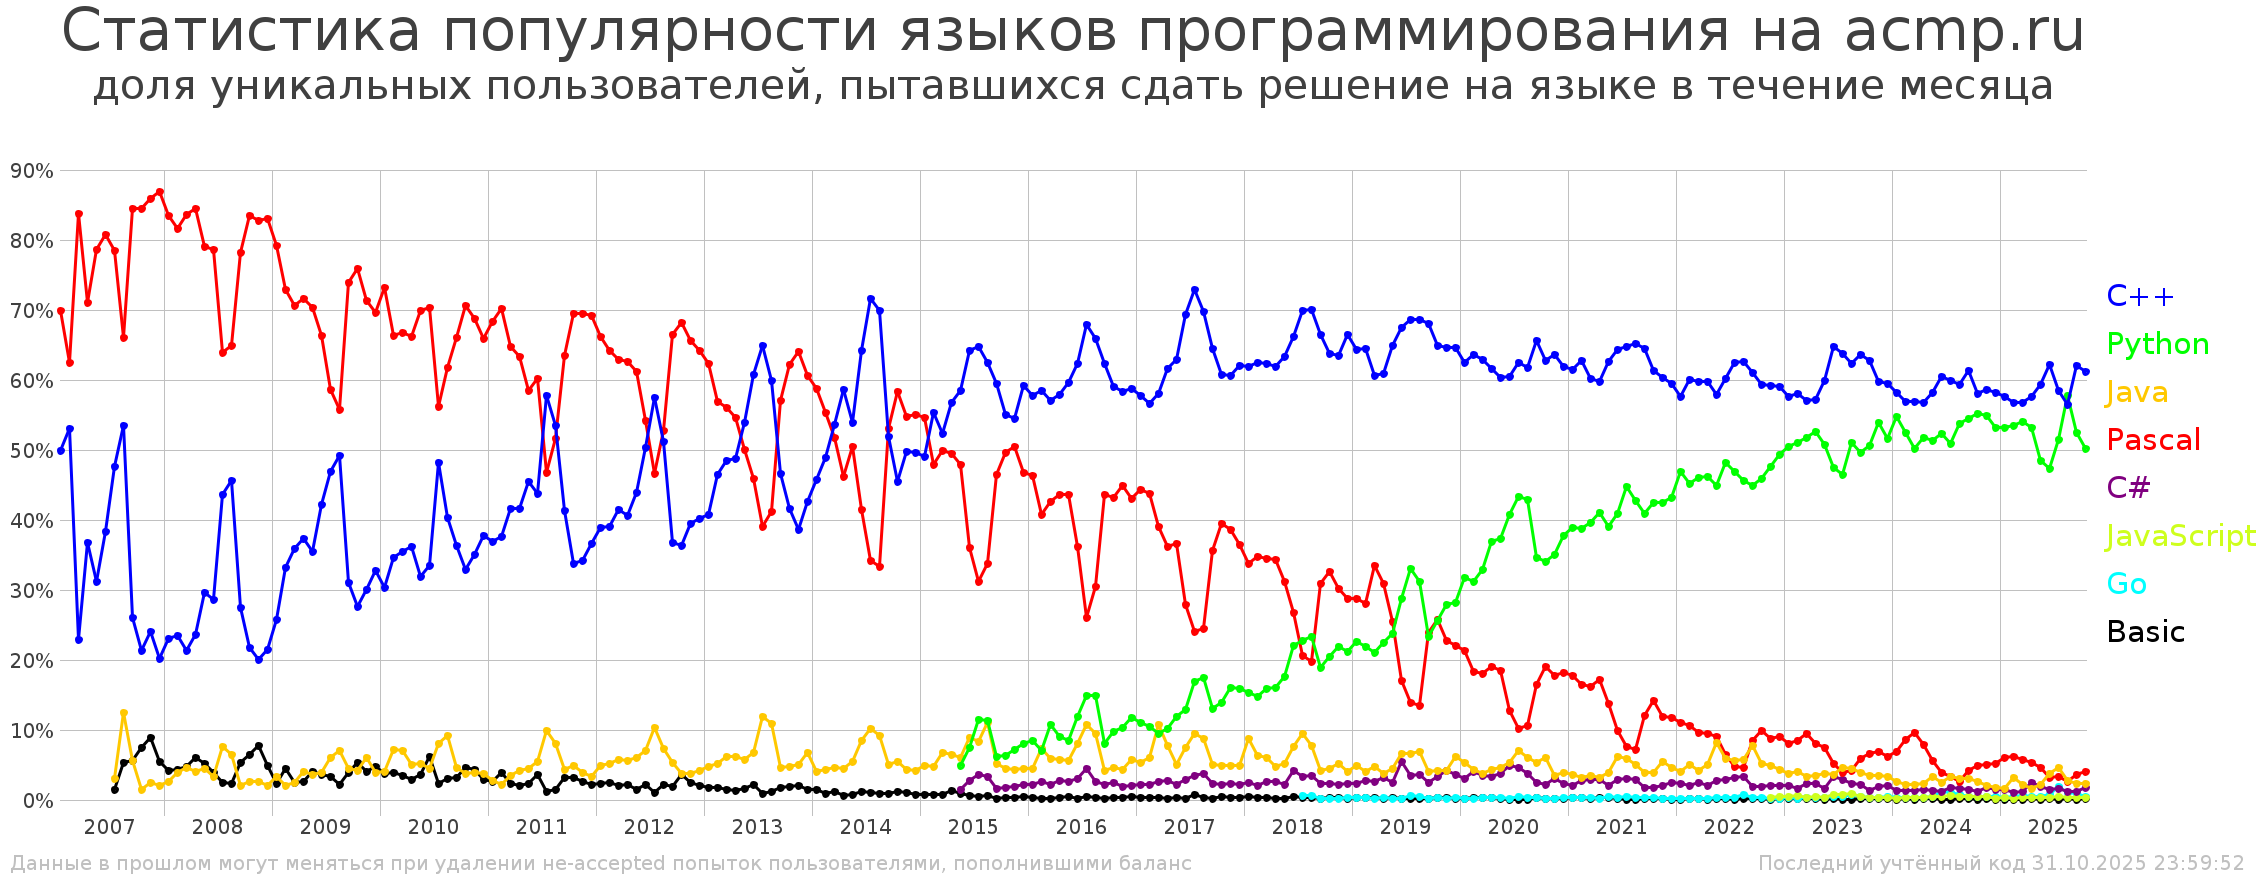 Статистика популярности языков программирования на acmp.ru
доля уникальных пользователей, пытавшихся сдать решение на языке в течение месяца
90%
80%
70%
60%
50%
40%
30%
20%
10%
0%
C++
Python
Java
Pascal
C#
JavaScript
Go
Basic
2007 2008 2009 2010 2011 2012 2013 2014 2015 2016 2017 2018 2019 2020 2021 2022 2023 2024 2025
Данные в прошлом могут меняться при удалении не-accepted попыток пользователями, пополнившими баланс
Последний учтённый код 31.10.2025 23:59:52